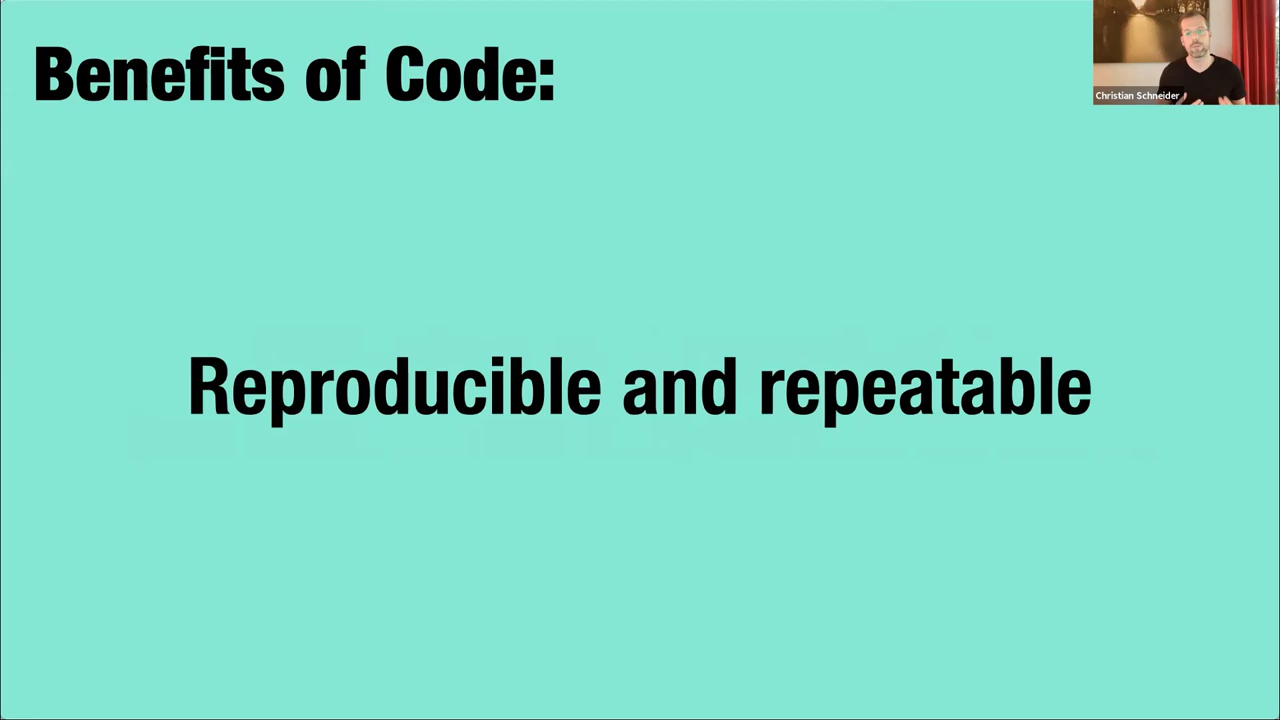 Benefits of Code:
Christian Schneider
Reproducible and repeatable